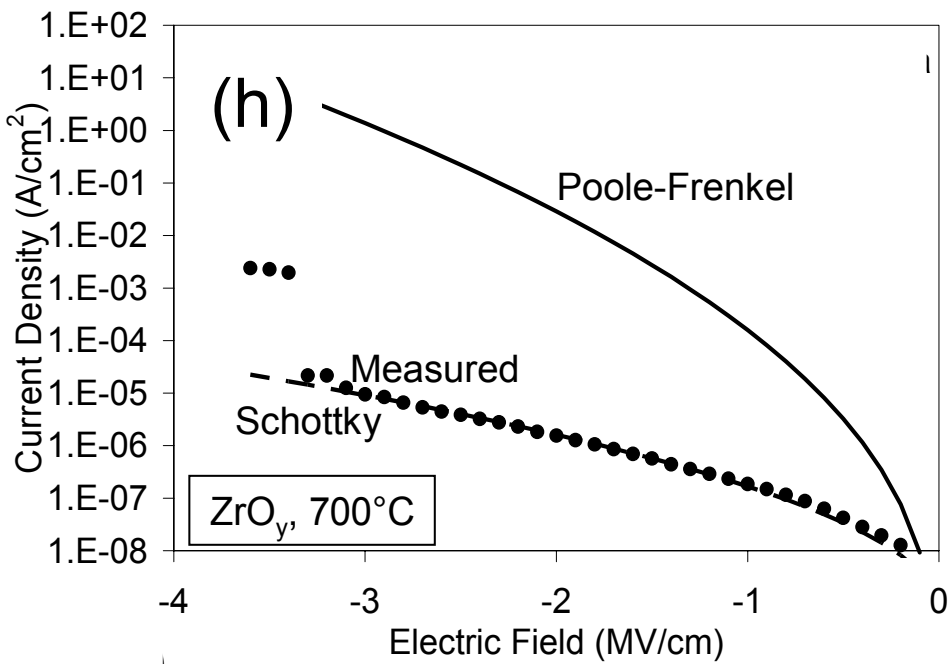 1.E+02
1.E+01
1.E+00
1.E-01
1.E-02
1.E-03
1.E-04
1.E-05
1.E-06
1.E-07
1.E-08
Current Density (A/cm²)
(h)
Poole-Frenkel
Measured
Schottky
ZrOy, 700°C
-4 -3 -2 -1 0
Electric Field (MV/cm)